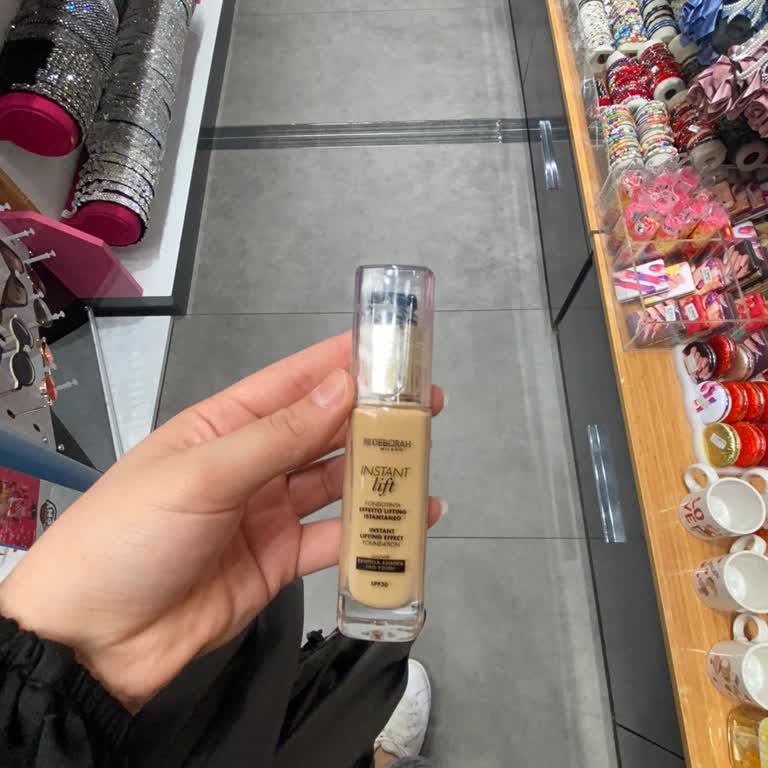 DEBORAH
MILANO
INSTANT
lift
FONDOTINTA
EFFETTO LIFTING
ISTANTANEO
INSTANT
LIFTING EFFECT
FOUNDATION
SPF30